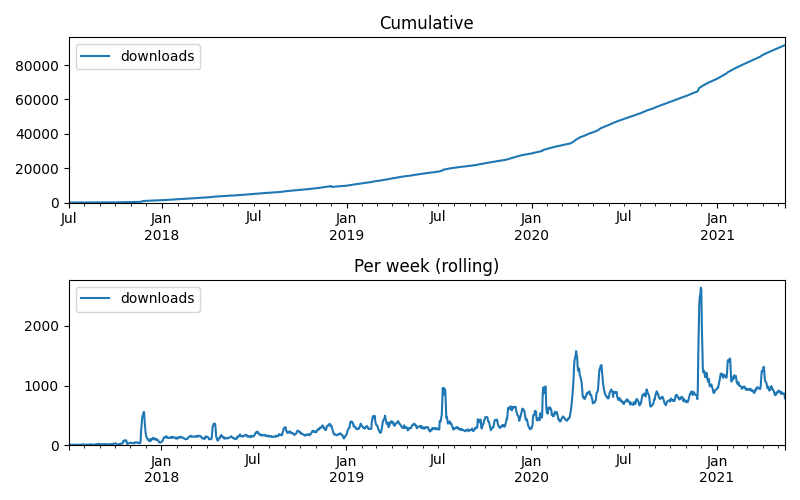 Cumulative
downloads
80000
60000
40000
20000
0
Jul Jan Jul Jan Jul Jan Jul Jan
2018 2019 2020 2021
Per week (rolling)
downloads
2000
1000
0
Jan Jul Jan Jul Jan Jul Jan
2018 2019 2020 2021